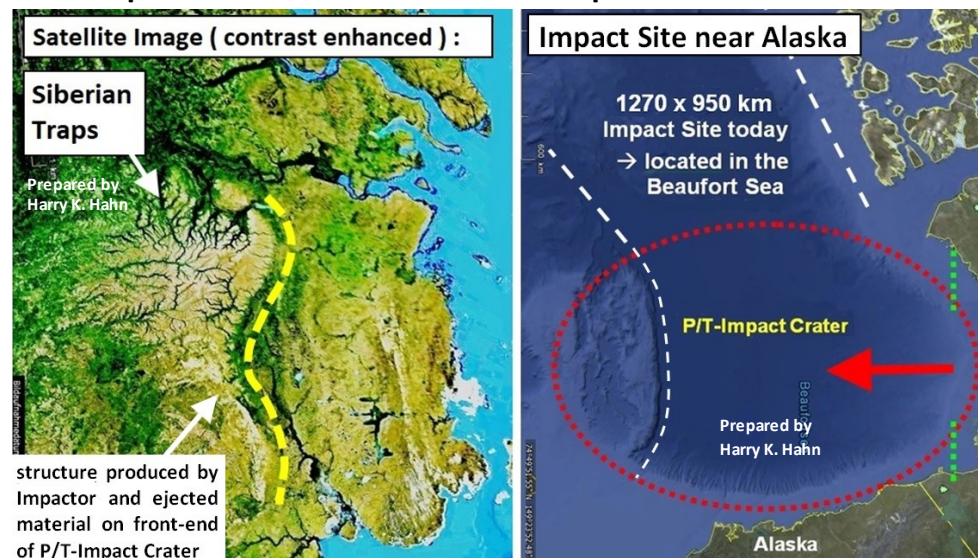 Satellite Image ( contrast enhanced ) :
Siberian
Traps
Prepared by
Harry K. Hahn
structure produced by
Impactor and ejected
material on front-end
of P/T-Impact Crater
Impact Site near Alaska
1270 x 950 km
Impact Site today
→ located in the
Beaufort Sea
600 km
P/T-Impact Crater
Prepared by
Harry K. Hahn
Alaska